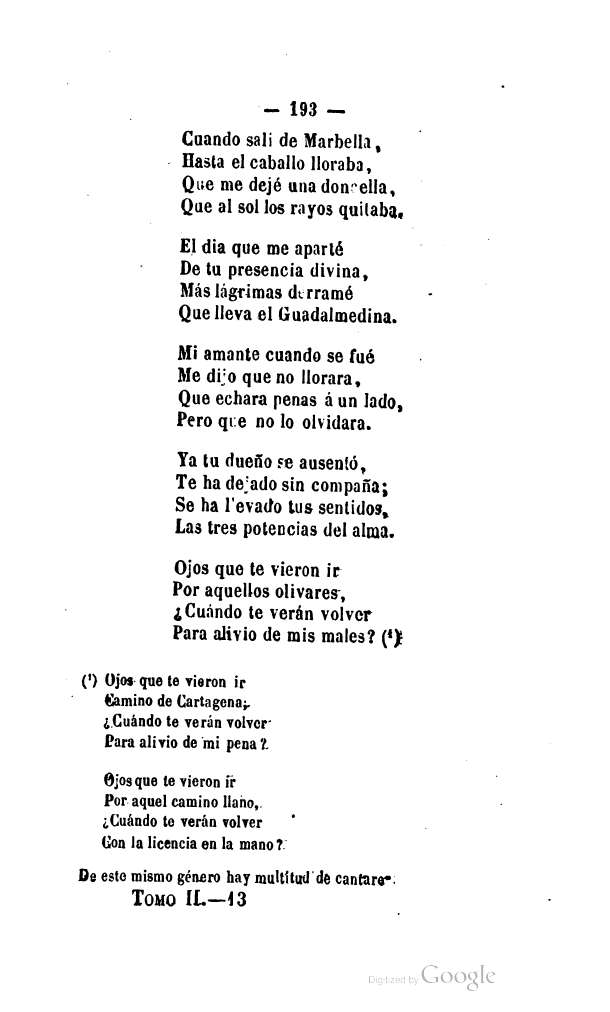 — 193 —
Cuando sali de Marbella,
Hasta el caballo lloraba,
Que me dejé una doncella,
Que al sol los rayos quitaba.
El dia que me aparté
De tu presencia divina,
Más lágrimas derramé
Que lleva el Guadalmedina.
Mi amante cuando se fué
Me dijo que no llorara,
Que echara penas á un lado,
Pero que no lo olvidara.
Ya tu dueño se ausentó,
Te ha dejado sin compaña;
Se ha llevado tus sentidos,
Las tres potencias del alma.
Ojos que te vieron ir
Por aquellos olivares,
¿Cuándo te verán volver
Para alivio de mis males? (¹)
(¹) Ojos que te vieron ir
Camino de Cartagena;
¿Cuándo te verán volver
Para alivio de mi pena?
Ojos que te vieron ir
Por aquel camino llano,
¿Cuándo te verán volver
Con la licencia en la mano?
De este mismo género hay multitud de cantares.
Tomo II.—13
Digitized by Google